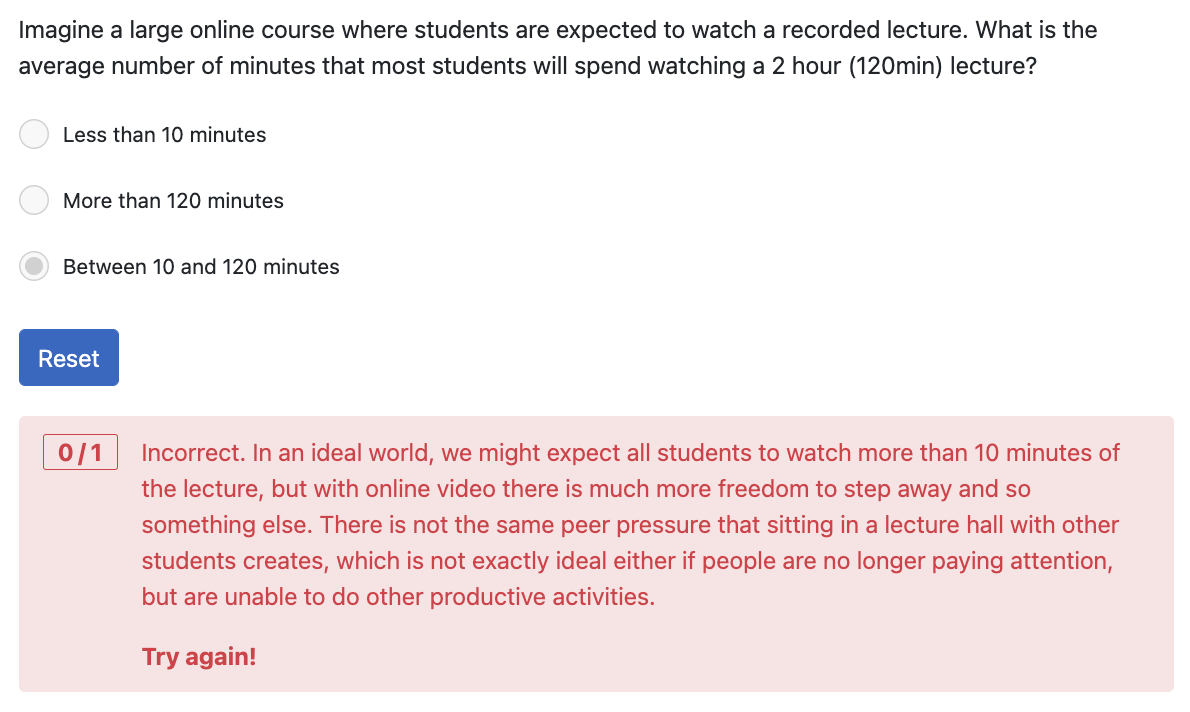 Imagine a large online course where students are expected to watch a recorded lecture. What is the
average number of minutes that most students will spend watching a 2 hour (120min) lecture?
Less than 10 minutes
More than 120 minutes
Between 10 and 120 minutes
Reset
0/1
Incorrect. In an ideal world, we might expect all students to watch more than 10 minutes of
the lecture, but with online video there is much more freedom to step away and so
something else. There is not the same peer pressure that sitting in a lecture hall with other
students creates, which is not exactly ideal either if people are no longer paying attention,
but are unable to do other productive activities.
Try again!